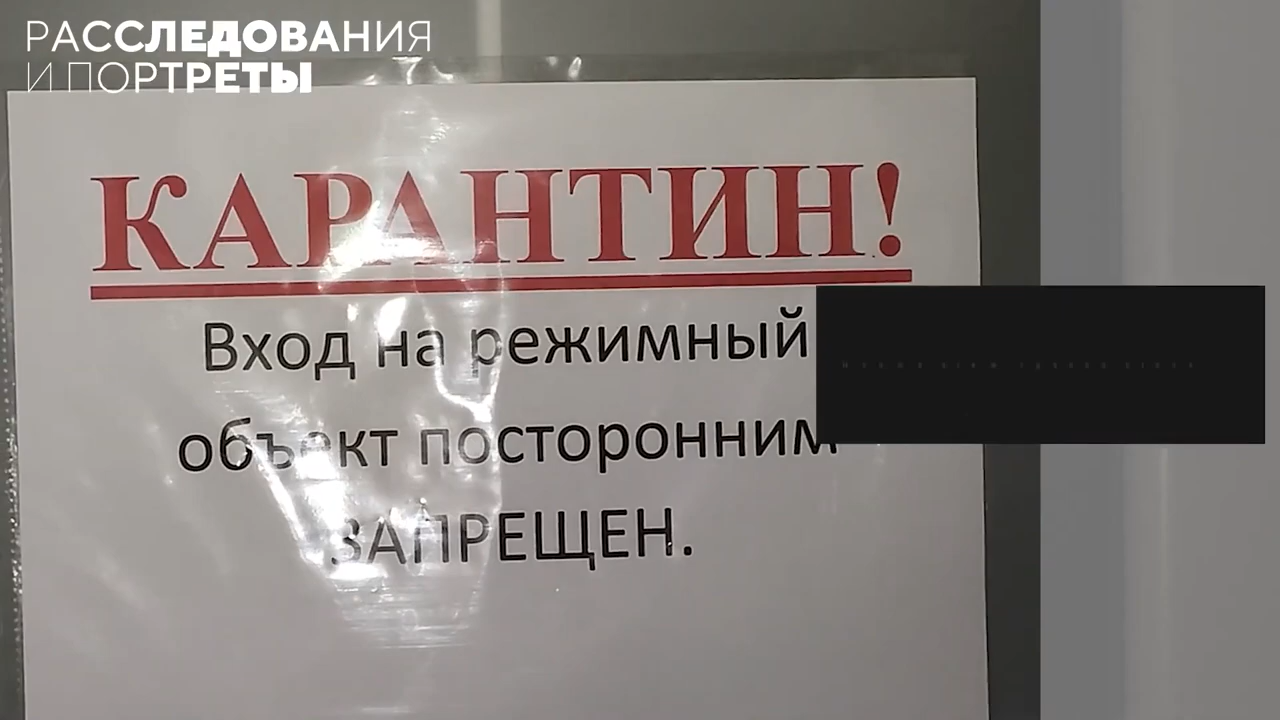 РАССЛЕДОВАНИЯ
И ПОРТРЕТЫ
КАРАНТИН!
Вход на режимный
объект посторонним
ЗАПРЕЩЕН.